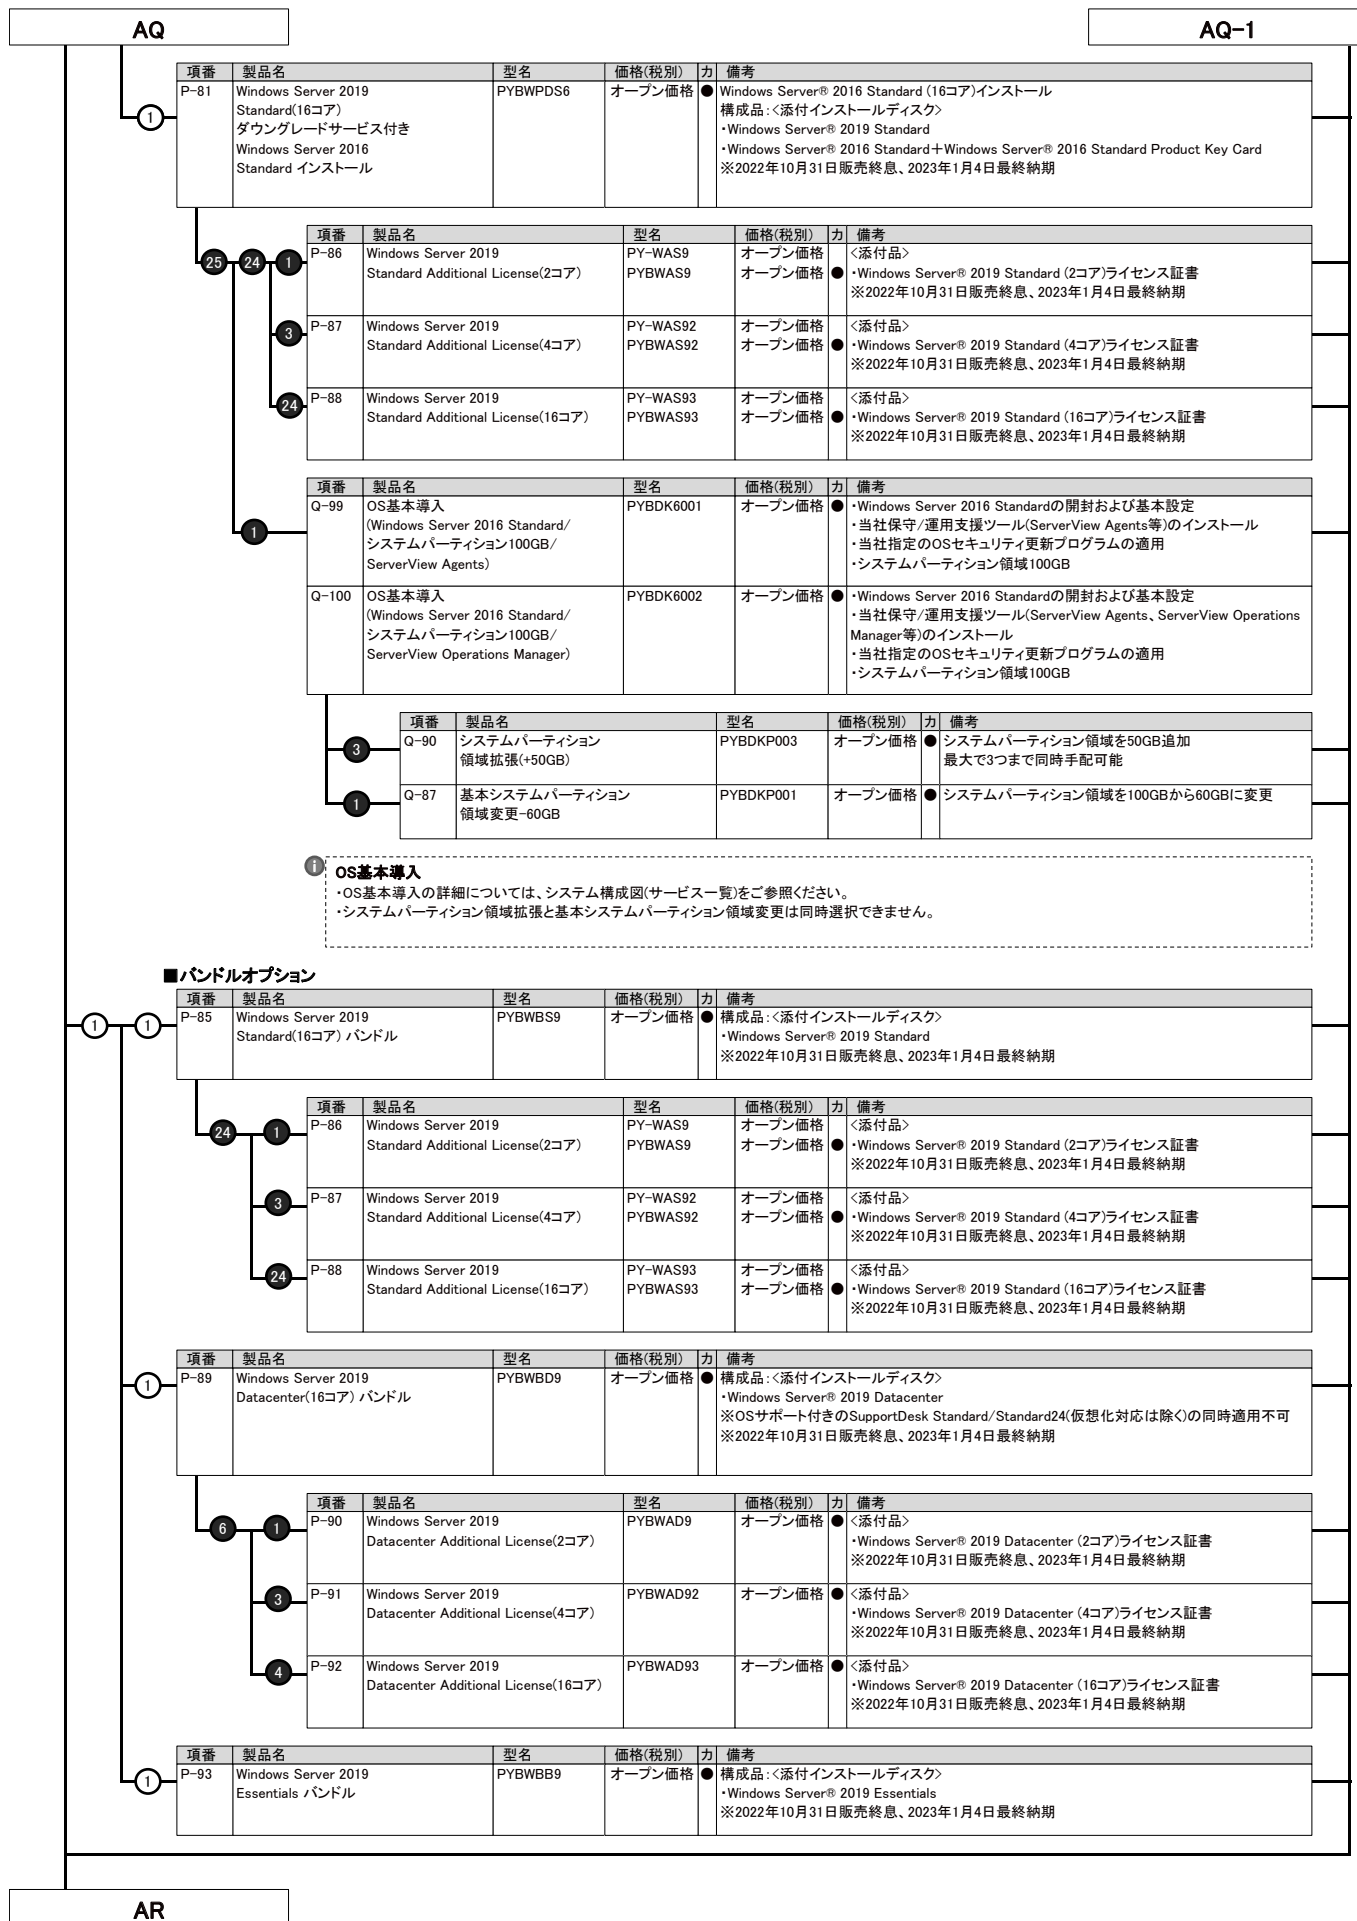 AQ
AQ-1
項番 製品名 型名 価格(税別) カ 備考
P-81 Windows Server 2019 PYBWPDS6 オープン価格 ● Windows Server® 2016 Standard (16コア)インストール
Standard(16コア) 構成品:<添付インストールディスク>
ダウングレードサービス付き ・Windows Server® 2019 Standard
Windows Server 2016 ・Windows Server® 2016 Standard+Windows Server® 2016 Standard Product Key Card
Standard インストール ※2022年10月31日販売終息、2023年1月4日最終納期
1
項番 製品名 型名 価格(税別) カ 備考
25 24 1 P-86 Windows Server 2019 PY-WAS9 オープン価格 <添付品>
Standard Additional License(2コア) PYBWAS9 オープン価格 ● ・Windows Server® 2019 Standard (2コア)ライセンス証書
※2022年10月31日販売終息、2023年1月4日最終納期
3 P-87 Windows Server 2019 PY-WAS92 オープン価格 <添付品>
Standard Additional License(4コア) PYBWAS92 オープン価格 ● ・Windows Server® 2019 Standard (4コア)ライセンス証書
※2022年10月31日販売終息、2023年1月4日最終納期
24 P-88 Windows Server 2019 PY-WAS93 オープン価格 <添付品>
Standard Additional License(16コア) PYBWAS93 オープン価格 ● ・Windows Server® 2019 Standard (16コア)ライセンス証書
※2022年10月31日販売終息、2023年1月4日最終納期
項番 製品名 型名 価格(税別) カ 備考
Q-99 OS基本導入 PYBDK6001 オープン価格 ● ・Windows Server 2016 Standardの開封および基本設定
1 (Windows Server 2016 Standard/ ・当社保守/運用支援ツール(ServerView Agents等)のインストール
システムパーティション100GB/ ・当社指定のOSセキュリティ更新プログラムの適用
ServerView Agents) ・システムパーティション領域100GB
Q-100 OS基本導入 PYBDK6002 オープン価格 ● ・Windows Server 2016 Standardの開封および基本設定
(Windows Server 2016 Standard/ ・当社保守/運用支援ツール(ServerView Agents、ServerView Operations
システムパーティション100GB/ Manager等)のインストール
ServerView Operations Manager) ・当社指定のOSセキュリティ更新プログラムの適用
・システムパーティション領域100GB
項番 製品名 型名 価格(税別) カ 備考
3 Q-90 システムパーティション PYBDKP003 オープン価格 ● システムパーティション領域を50GB追加
領域拡張(+50GB) 最大で3つまで同時手配可能
1 Q-87 基本システムパーティション PYBDKP001 オープン価格 ● システムパーティション領域を100GBから60GBに変更
領域変更-60GB
i OS基本導入
・OS基本導入の詳細については、システム構成図(サービス一覧)をご参照ください。
・システムパーティション領域拡張と基本システムパーティション領域変更は同時選択できません。
■バンドルオプション
項番 製品名 型名 価格(税別) カ 備考
1 1 P-85 Windows Server 2019 PYBWBS9 オープン価格 ● 構成品:<添付インストールディスク>
Standard(16コア) バンドル ・Windows Server® 2019 Standard
※2022年10月31日販売終息、2023年1月4日最終納期
項番 製品名 型名 価格(税別) カ 備考
24 1 P-86 Windows Server 2019 PY-WAS9 オープン価格 <添付品>
Standard Additional License(2コア) PYBWAS9 オープン価格 ● ・Windows Server® 2019 Standard (2コア)ライセンス証書
※2022年10月31日販売終息、2023年1月4日最終納期
3 P-87 Windows Server 2019 PY-WAS92 オープン価格 <添付品>
Standard Additional License(4コア) PYBWAS92 オープン価格 ● ・Windows Server® 2019 Standard (4コア)ライセンス証書
※2022年10月31日販売終息、2023年1月4日最終納期
24 P-88 Windows Server 2019 PY-WAS93 オープン価格 <添付品>
Standard Additional License(16コア) PYBWAS93 オープン価格 ● ・Windows Server® 2019 Standard (16コア)ライセンス証書
※2022年10月31日販売終息、2023年1月4日最終納期
項番 製品名 型名 価格(税別) カ 備考
1 P-89 Windows Server 2019 PYBWBD9 オープン価格 ● 構成品:<添付インストールディスク>
Datacenter(16コア) バンドル ・Windows Server® 2019 Datacenter
※OSサポート付きのSupportDesk Standard/Standard24(仮想化対応は除く)の同時適用不可
※2022年10月31日販売終息、2023年1月4日最終納期
項番 製品名 型名 価格(税別) カ 備考
6 1 P-90 Windows Server 2019 PYBWAD9 オープン価格 ● <添付品>
Datacenter Additional License(2コア) ・Windows Server® 2019 Datacenter (2コア)ライセンス証書
※2022年10月31日販売終息、2023年1月4日最終納期
3 P-91 Windows Server 2019 PYBWAD92 オープン価格 ● <添付品>
Datacenter Additional License(4コア) ・Windows Server® 2019 Datacenter (4コア)ライセンス証書
※2022年10月31日販売終息、2023年1月4日最終納期
4 P-92 Windows Server 2019 PYBWAD93 オープン価格 ● <添付品>
Datacenter Additional License(16コア) ・Windows Server® 2019 Datacenter (16コア)ライセンス証書
※2022年10月31日販売終息、2023年1月4日最終納期
項番 製品名 型名 価格(税別) カ 備考
1 P-93 Windows Server 2019 PYBWBB9 オープン価格 ● 構成品:<添付インストールディスク>
Essentials バンドル ・Windows Server® 2019 Essentials
※2022年10月31日販売終息、2023年1月4日最終納期
AR